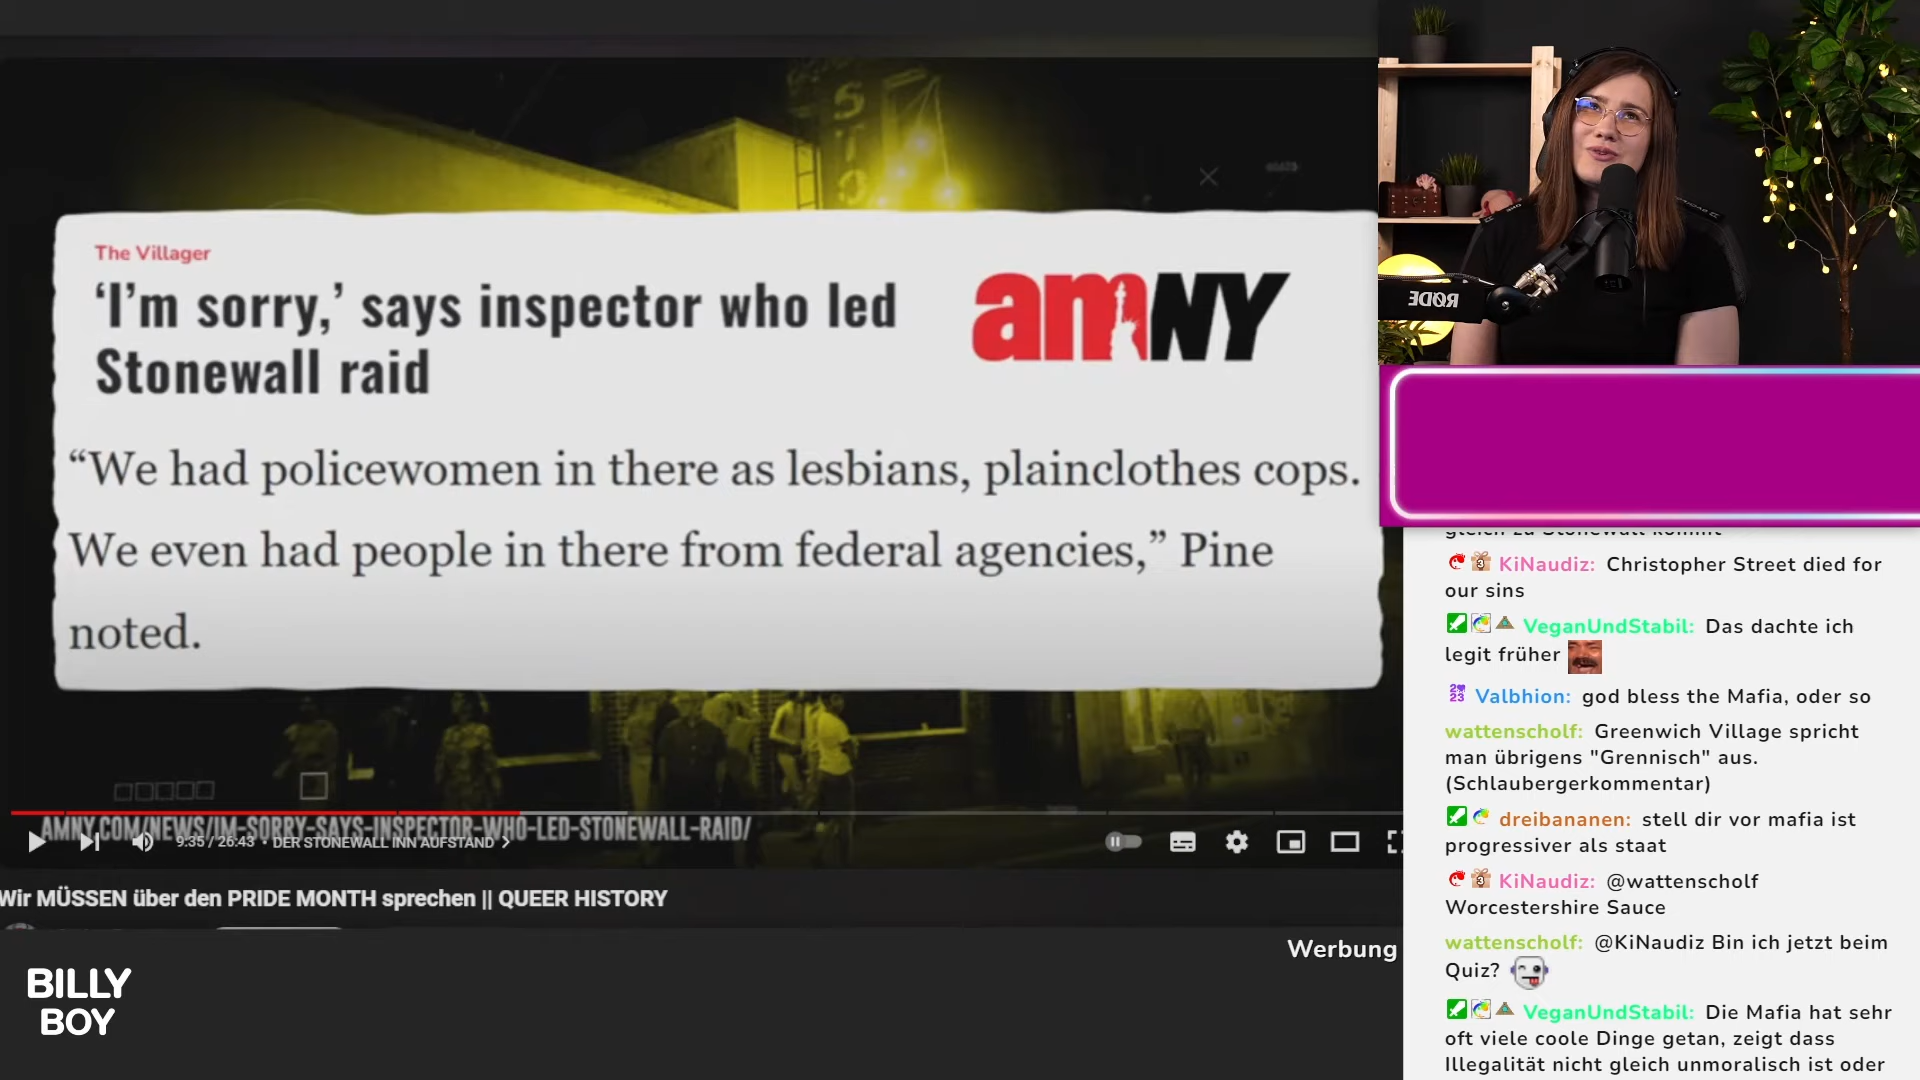 STO
The Villager
‘I’m sorry,’ says inspector who led
Stonewall raid
amNY
“We had policewomen in there as lesbians, plainclothes cops.
We even had people in there from federal agencies,” Pine
noted.
AMNY.COM/NEWS/IM-SORRY-SAYS-INSPECTOR-WHO-LED-STONEWALL-RAID/
9:35 / 26:43 • DER STONEWALL INN AUFSTAND >
Wir MÜSSEN über den PRIDE MONTH sprechen || QUEER HISTORY
Werbung
BILLY
BOY
RØDE
KiNaudiz: Christopher Street died for
our sins
VeganUndStabil: Das dachte ich
legit früher
Valbhion: god bless the Mafia, oder so
wattenscholf: Greenwich Village spricht
man übrigens "Grennisch" aus.
(Schlaubergerkommentar)
dreibananen: stell dir vor mafia ist
progressiver als staat
KiNaudiz: @wattenscholf
Worcestershire Sauce
wattenscholf: @KiNaudiz Bin ich jetzt beim
Quiz?
VeganUndStabil: Die Mafia hat sehr
oft viele coole Dinge getan, zeigt dass
Illegalität nicht gleich unmoralisch ist oder